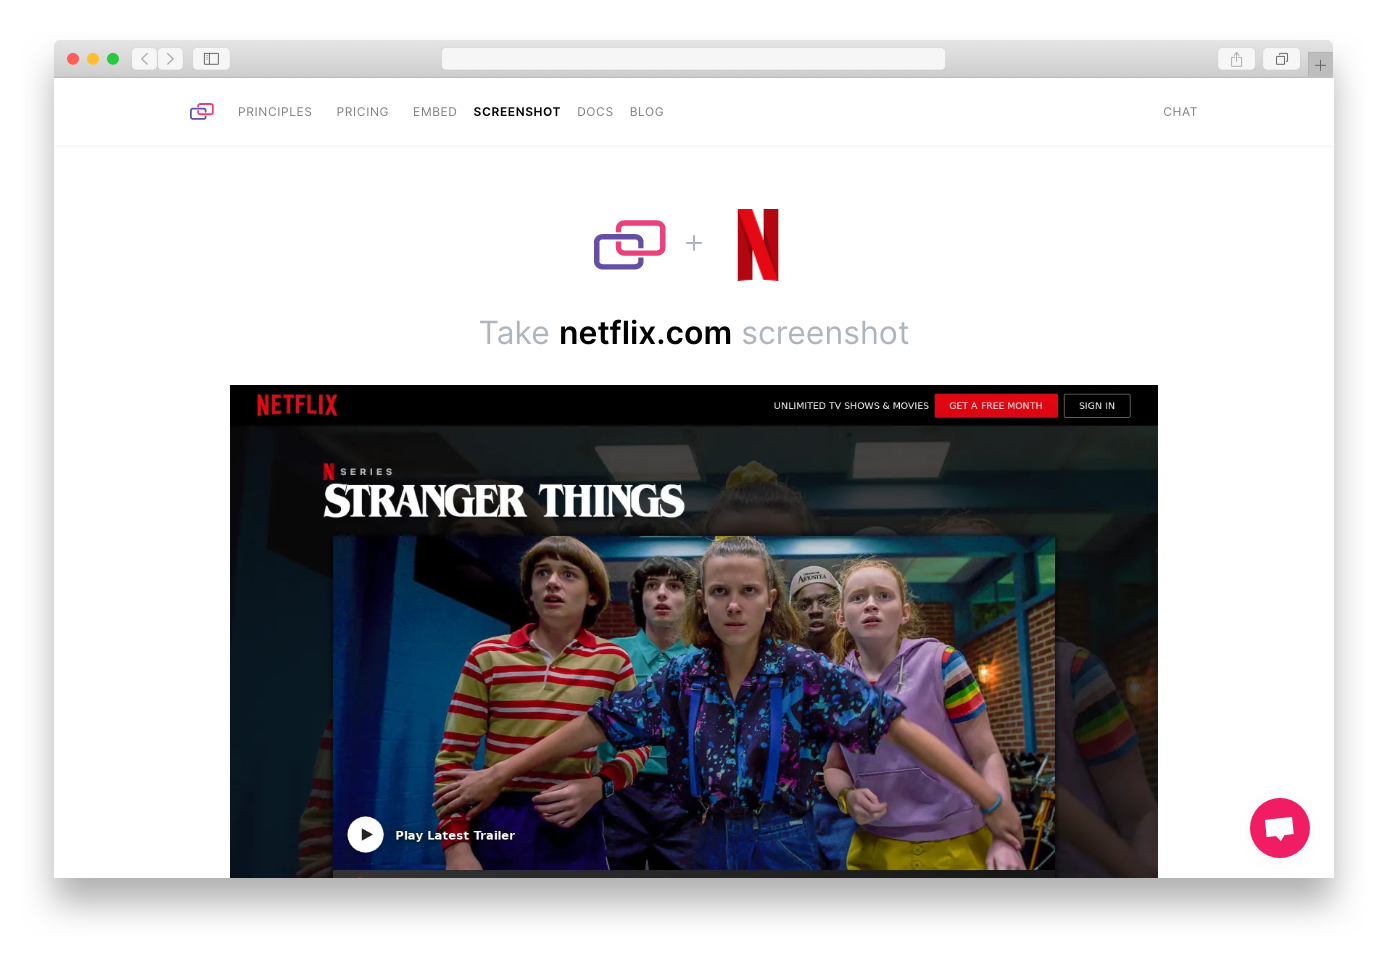 PRINCIPLES PRICING EMBED SCREENSHOT DOCS BLOG CHAT
N
Take netflix.com screenshot
NETFLIX UNLIMITED TV SHOWS & MOVIES GET A FREE MONTH SIGN IN
N SERIES
STRANGER THINGS
Play Latest Trailer